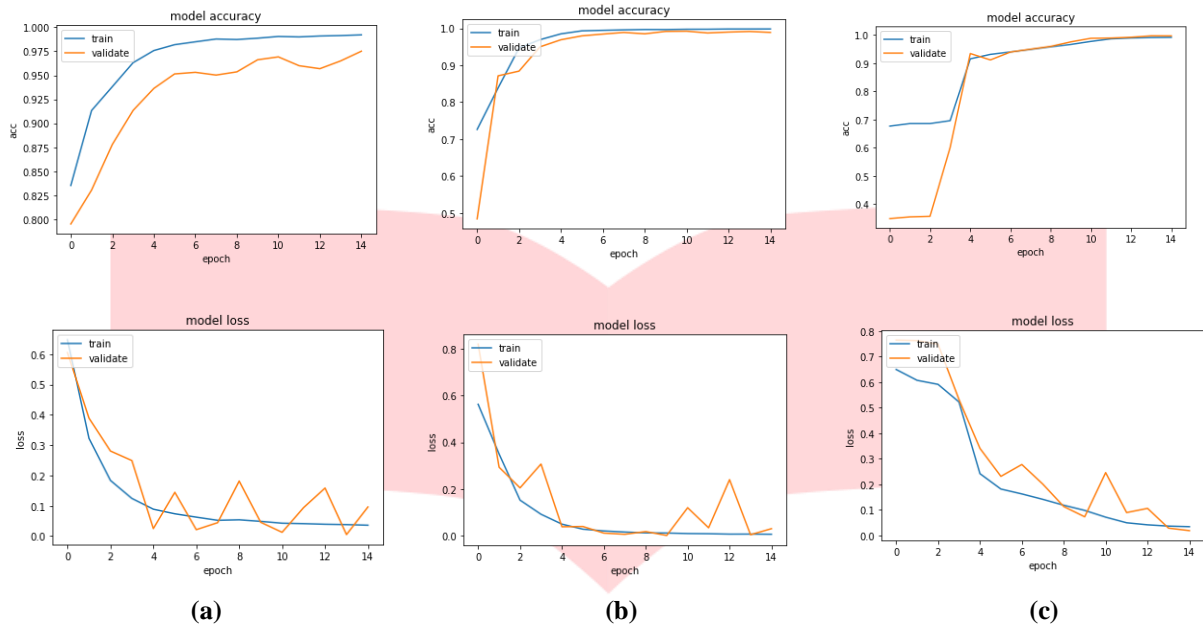 model accuracy
train
validate
acc
1.000
0.975
0.950
0.925
0.900
0.875
0.850
0.825
0.800
0 2 4 6 8 10 12 14
epoch
model accuracy
train
validate
acc
1.0
0.9
0.8
0.7
0.6
0.5
0 2 4 6 8 10 12 14
epoch
model accuracy
train
validate
acc
1.0
0.9
0.8
0.7
0.6
0.5
0.4
0 2 4 6 8 10 12 14
epoch
model loss
train
validate
loss
0.6
0.5
0.4
0.3
0.2
0.1
0.0
0 2 4 6 8 10 12 14
epoch
model loss
train
validate
loss
0.8
0.6
0.4
0.2
0.0
0 2 4 6 8 10 12 14
epoch
model loss
train
validate
loss
0.8
0.7
0.6
0.5
0.4
0.3
0.2
0.1
0.0
0 2 4 6 8 10 12 14
epoch
(a) (b) (c)